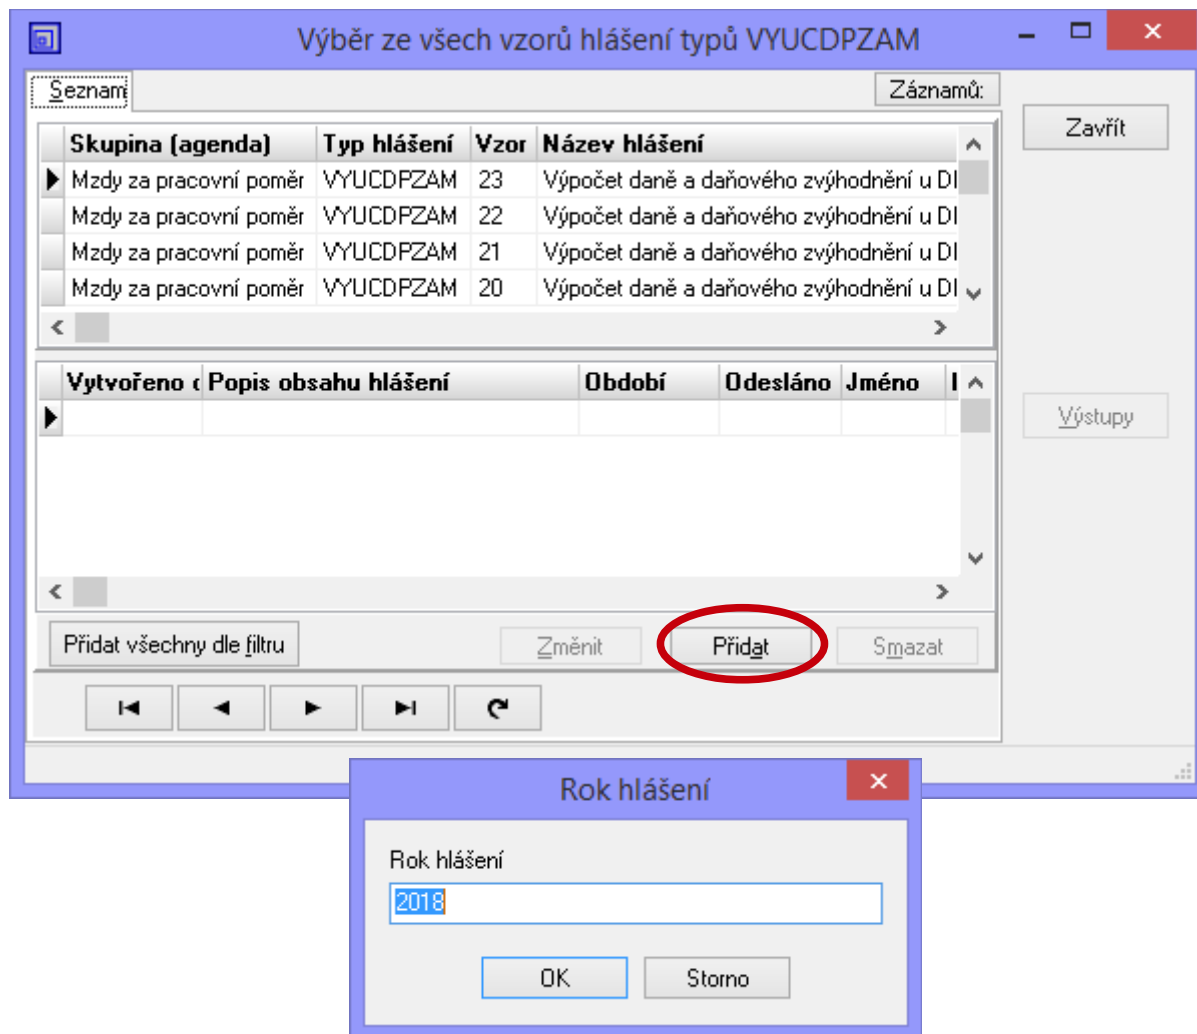 Výběr ze všech vzorů hlášení typů VYUCDPZAM
Seznam
Záznamů:
Zavřít
Skupina (agenda) Typ hlášení Vzor Název hlášení
Mzdy za pracovní poměr VYUCDPZAM 23 Výpočet daně a daňového zvýhodnění u DI
Mzdy za pracovní poměr VYUCDPZAM 22 Výpočet daně a daňového zvýhodnění u DI
Mzdy za pracovní poměr VYUCDPZAM 21 Výpočet daně a daňového zvýhodnění u DI
Mzdy za pracovní poměr VYUCDPZAM 20 Výpočet daně a daňového zvýhodnění u DI
Vytvořeno Popis obsahu hlášení Období Odesláno Jméno
Výstupy
Přidat všechny dle filtru Změnit Přidat Smazat
Rok hlášení
Rok hlášení
2018
OK Storno